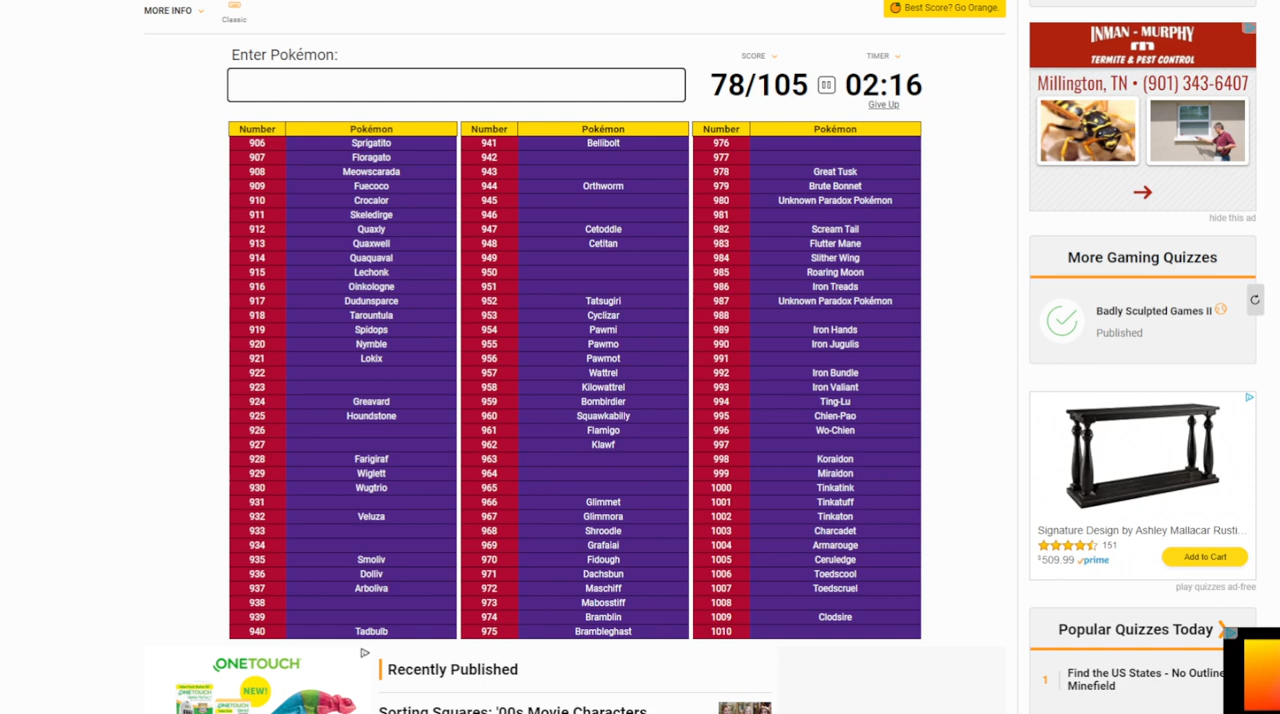 MORE INFO
Classic
Best Score? Go Orange.
Enter Pokémon:
SCORE
78/105
TIMER
02:16
Give Up
Number Pokémon Number Pokémon Number Pokémon
906 Sprigatito 941 Bellibolt 976
907 Floragato 942 977
908 Meowscarada 943 978 Great Tusk
909 Fuecoco 944 Orthworm 979 Brute Bonnet
910 Crocalor 945 980 Unknown Paradox Pokémon
911 Skeledirge 946 981
912 Quaxly 947 Cetoddle 982 Scream Tail
913 Quaxwell 948 Cetitan 983 Flutter Mane
914 Quaquaval 949 984 Slither Wing
915 Lechonk 950 985 Roaring Moon
916 Oinkologne 951 986 Iron Treads
917 Dudunsparce 952 Tatsugiri 987 Unknown Paradox Pokémon
918 Tarountula 953 Cyclizar 988
919 Spidops 954 Pawmi 989 Iron Hands
920 Nymble 955 Pawmo 990 Iron Jugulis
921 Lokix 956 Pawmot 991
922 957 Wattrel 992 Iron Bundle
923 958 Kilowattrel 993 Iron Valiant
924 Greavard 959 Bombirdier 994 Ting-Lu
925 Houndstone 960 Squawkabilly 995 Chien-Pao
926 961 Flamigo 996 Wo-Chien
927 962 Klawf 997
928 Farigiraf 963 998 Koraidon
929 Wiglett 964 999 Miraidon
930 Wugtrio 965 1000 Tinkatink
931 966 Glimmet 1001 Tinkatuff
932 Veluza 967 Glimmora 1002 Tinkaton
933 968 Shroodle 1003 Charcadet
934 969 Grafaiai 1004 Armarouge
935 Smoliv 970 Fidough 1005 Ceruledge
936 Dolliv 971 Dachsbun 1006 Toedscool
937 Arboliva 972 Maschiff 1007 Toedscruel
938 973 Mabosstiff 1008
939 974 Bramblin 1009 Clodsire
940 Tadbulb 975 Brambleghast 1010
ONETOUCH
NEW!
Recently Published
Sorting Squares: '00s Movie Characters
INMAN - MURPHY
TERMITE & PEST CONTROL
Millington, TN • (901) 343-6407
hide this ad
More Gaming Quizzes
Badly Sculpted Games II
Published
Signature Design by Ashley Mallacar Rusti...
151
$509.99 prime
Add to Cart
play quizzes ad-free
Popular Quizzes Today
1 Find the US States - No Outline
Minefield